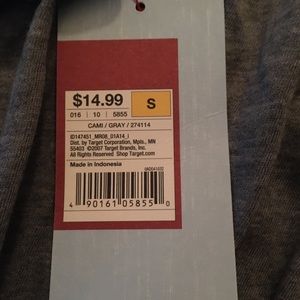 $14.99
S
016 | 10 | 5855
CAMI / GRAY / 274114
ID147451_MR08_01A14_i
Dist. by Target Corporation, Mpls., MN
55403 ©2007 Target Brands, Inc.
All Rights Reserved Shop Target.com
Made in Indonesia
4 90161 05855 0